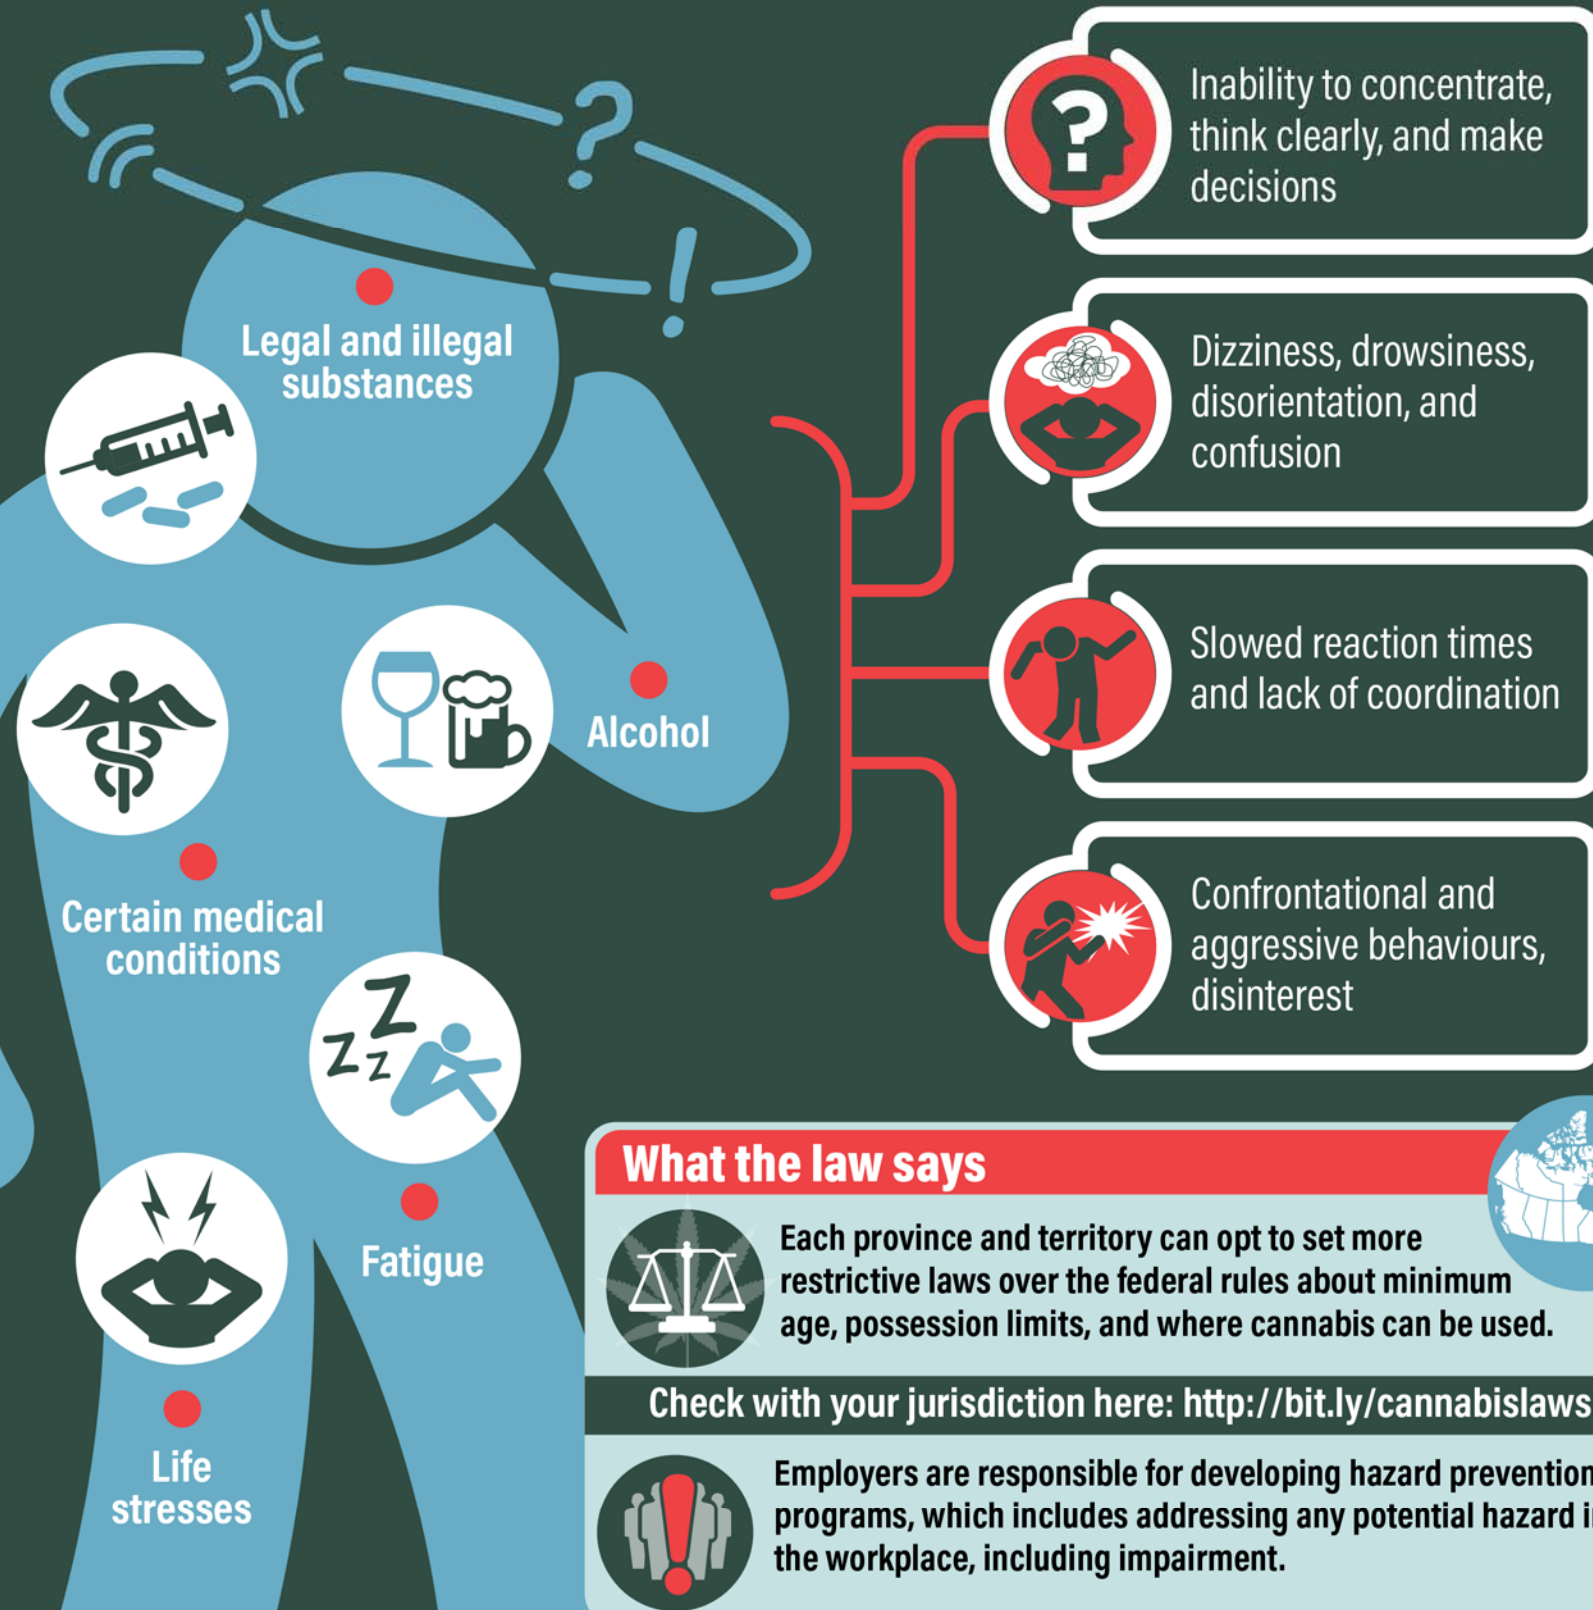 Legal and illegal
substances
Alcohol
Certain medical
conditions
Fatigue
Life
stresses
Inability to concentrate,
think clearly, and make
decisions
Dizziness, drowsiness,
disorientation, and
confusion
Slowed reaction times
and lack of coordination
Confrontational and
aggressive behaviours,
disinterest
What the law says
Each province and territory can opt to set more
restrictive laws over the federal rules about minimum
age, possession limits, and where cannabis can be used.
Check with your jurisdiction here: http://bit.ly/cannabislaws
Employers are responsible for developing hazard prevention
programs, which includes addressing any potential hazard in
the workplace, including impairment.